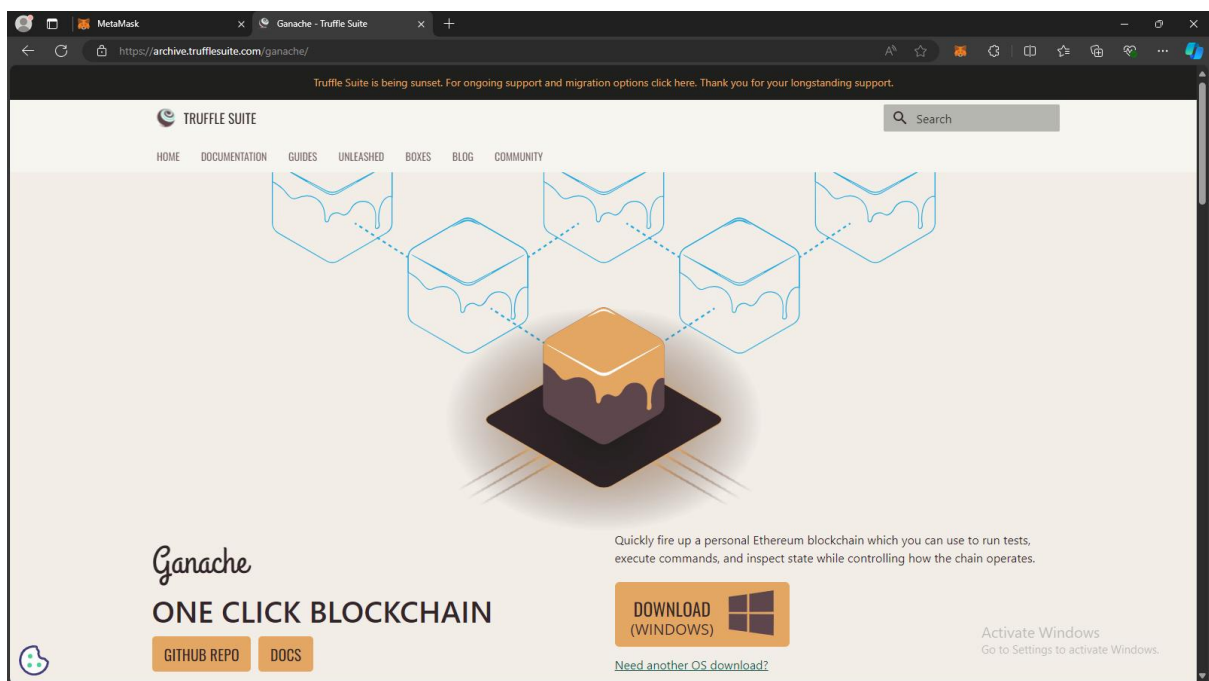 MetaMask
Ganache - Truffle Suite
https://archive.trufflesuite.com/ganache/
Truffle Suite is being sunset. For ongoing support and migration options click here. Thank you for your longstanding support.
TRUFFLE SUITE
Search
HOME DOCUMENTATION GUIDES UNLEASHED BOXES BLOG COMMUNITY
Quickly fire up a personal Ethereum blockchain which you can use to run tests,
execute commands, and inspect state while controlling how the chain operates.
Ganache
ONE CLICK BLOCKCHAIN
GITHUB REPO DOCS
DOWNLOAD
(WINDOWS)
Need another OS download?
Activate Windows
Go to Settings to activate Windows.